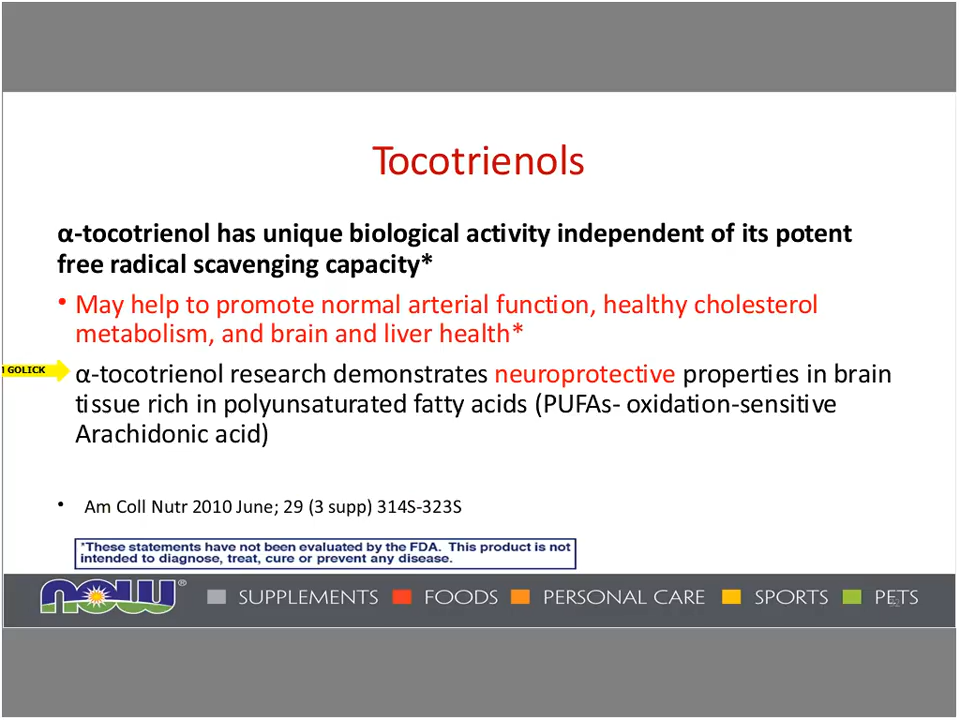 Tocotrienols
α-tocotrienol has unique biological activity independent of its potent
free radical scavenging capacity*
• May help to promote normal arterial function, healthy cholesterol
metabolism, and brain and liver health*
GOLICK
α-tocotrienol research demonstrates neuroprotective properties in brain
tissue rich in polyunsaturated fatty acids (PUFAs- oxidation-sensitive
Arachidonic acid)
• Am Coll Nutr 2010 June; 29 (3 supp) 314S-323S
*These statements have not been evaluated by the FDA. This product is not
intended to diagnose, treat, cure or prevent any disease.
NOW® SUPPLEMENTS FOODS PERSONAL CARE SPORTS PETS